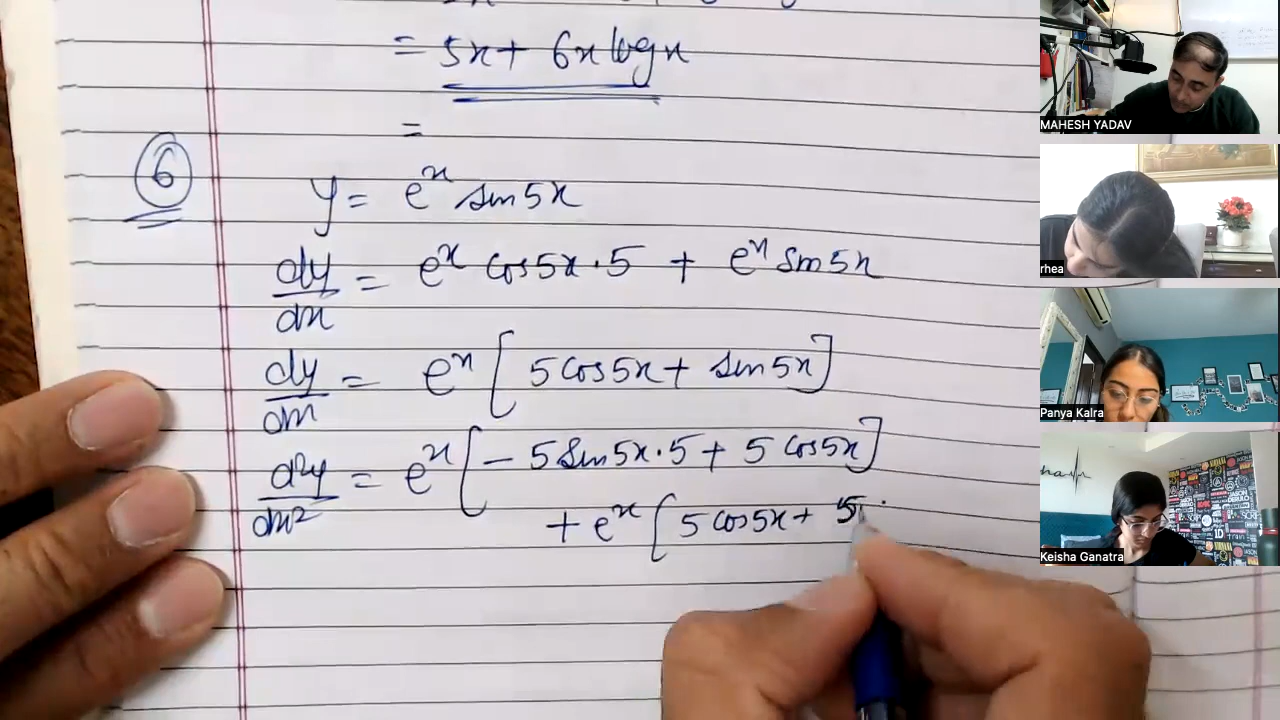 = 5x + 6x log x
=
6
y = e^x sin 5x
dy/dx = e^x cos 5x · 5 + e^x sin 5x
dy/dx = e^x [ 5 cos 5x + sin 5x ]
d²y/dx² = e^x [ - 5 sin 5x · 5 + 5 cos 5x ]
+ e^x [ 5 cos 5x +
MAHESH YADAV
rhea
Panya Kalra
Keisha Ganatra